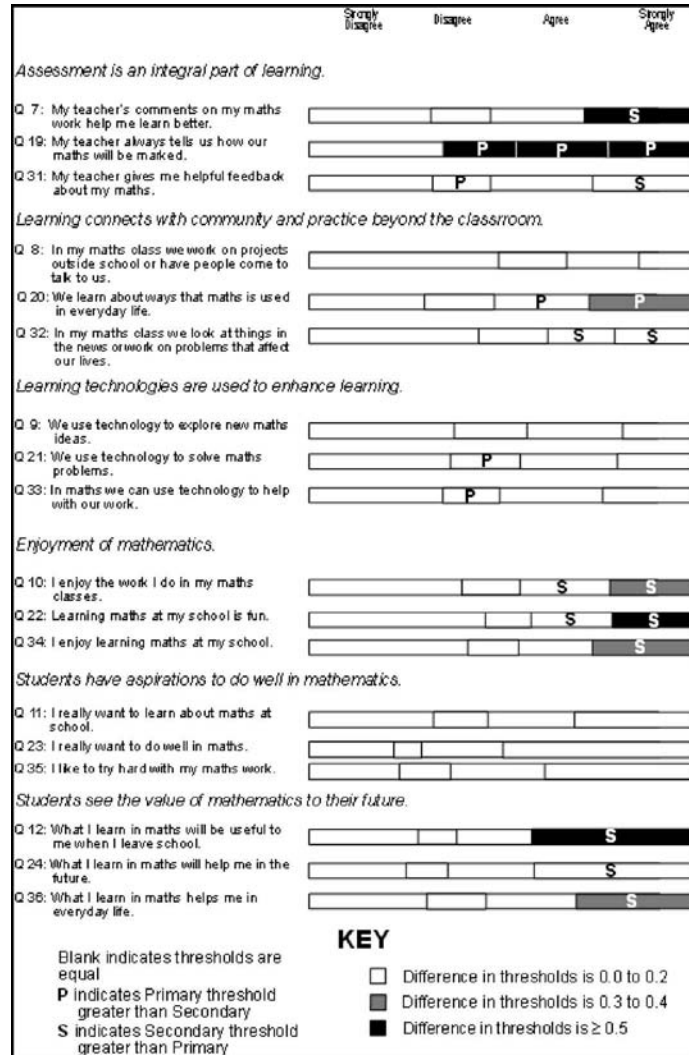 Strongly Disagree Disagree Agree Strongly Agree
Assessment is an integral part of learning.
Q 7: My teacher's comments on my maths
work help me learn better.
S
Q 19: My teacher always tells us how our
maths will be marked.
P P P
Q 31: My teacher gives me helpful feedback
about my maths.
P S
Learning connects with community and practice beyond the classrroom.
Q 8: In my maths class we work on projects
outside school or have people come to
talk to us.
Q 20: We learn about ways that maths is used
in everyday life.
P P
Q 32: In my maths class we look at things in
the news or work on problems that affect
our lives.
S S
Learning technologies are used to enhance learning.
Q 9: We use technology to explore new maths
ideas.
Q 21: We use technology to solve maths
problems.
P
Q 33: In maths we can use technology to help
with our work.
P
Enjoyment of mathematics.
Q 10: I enjoy the work I do in my maths
classes.
S S
Q 22: Learning maths at my school is fun.
S S
Q 34: I enjoy learning maths at my school.
S
Students have aspirations to do well in mathematics.
Q 11: I really want to learn about maths at
school.
Q 23: I really want to do well in maths.
Q 35: I like to try hard with my maths work.
Students see the value of mathematics to their future.
Q 12: What I learn in maths will be useful to
me when I leave school.
S
Q 24: What I learn in maths will help me in the
future.
S
Q 36: What I learn in maths helps me in
everyday life.
S
Blank indicates thresholds are
equal
P indicates Primary threshold
greater than Secondary
S indicates Secondary threshold
greater than Primary
KEY
Difference in thresholds is 0.0 to 0.2
Difference in thresholds is 0.3 to 0.4
Difference in thresholds is ≥ 0.5